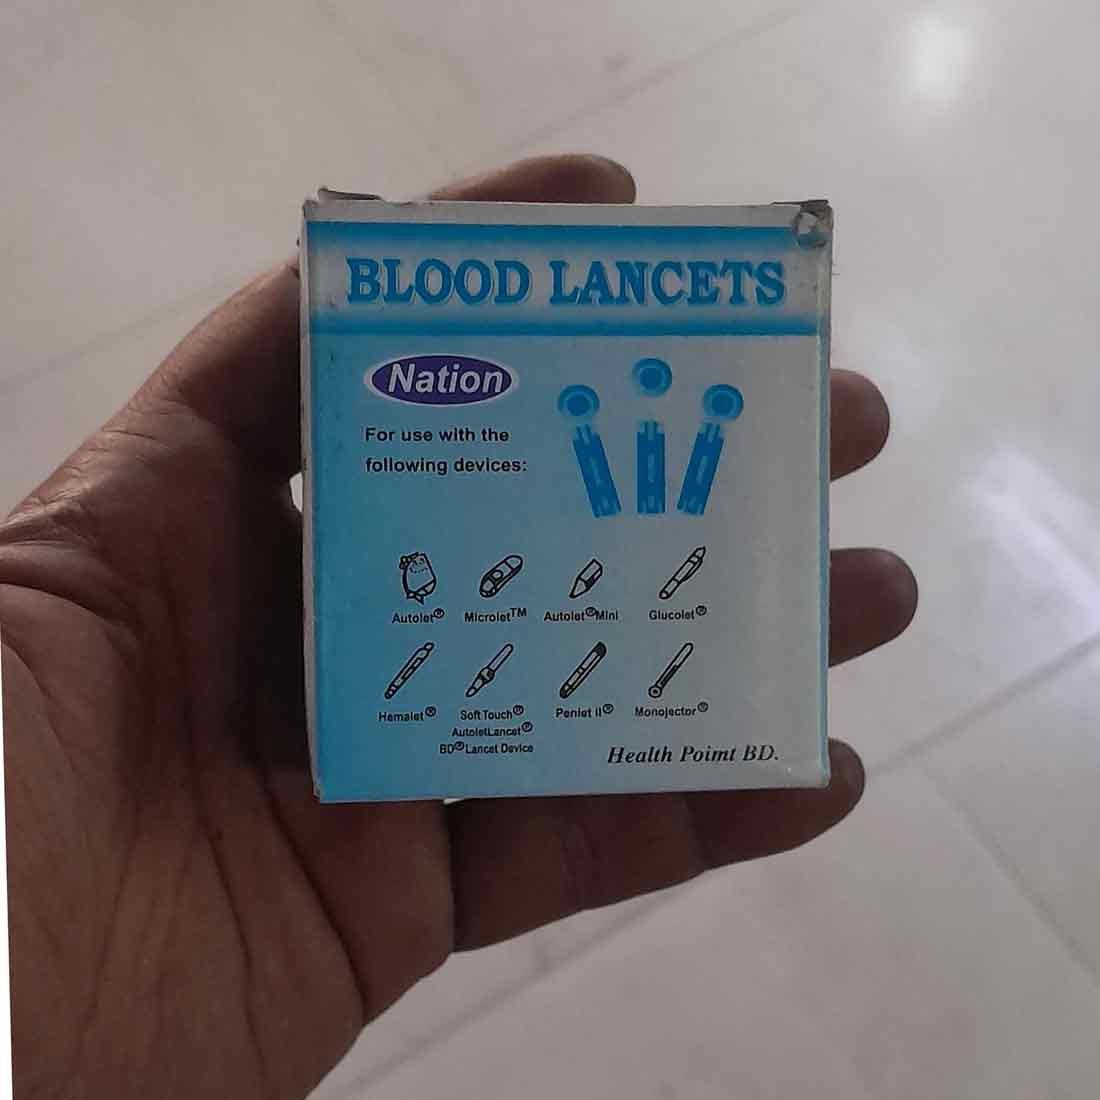 BLOOD LANCETS
Nation
For use with the
following devices:
Autolet® Microlet™ Autolet®Mini Glucolet®
Hemalet® Soft Touch® Penlet II® Monojector®
AutoletLancet®
BD® Lancet Device
Health Poimt BD.